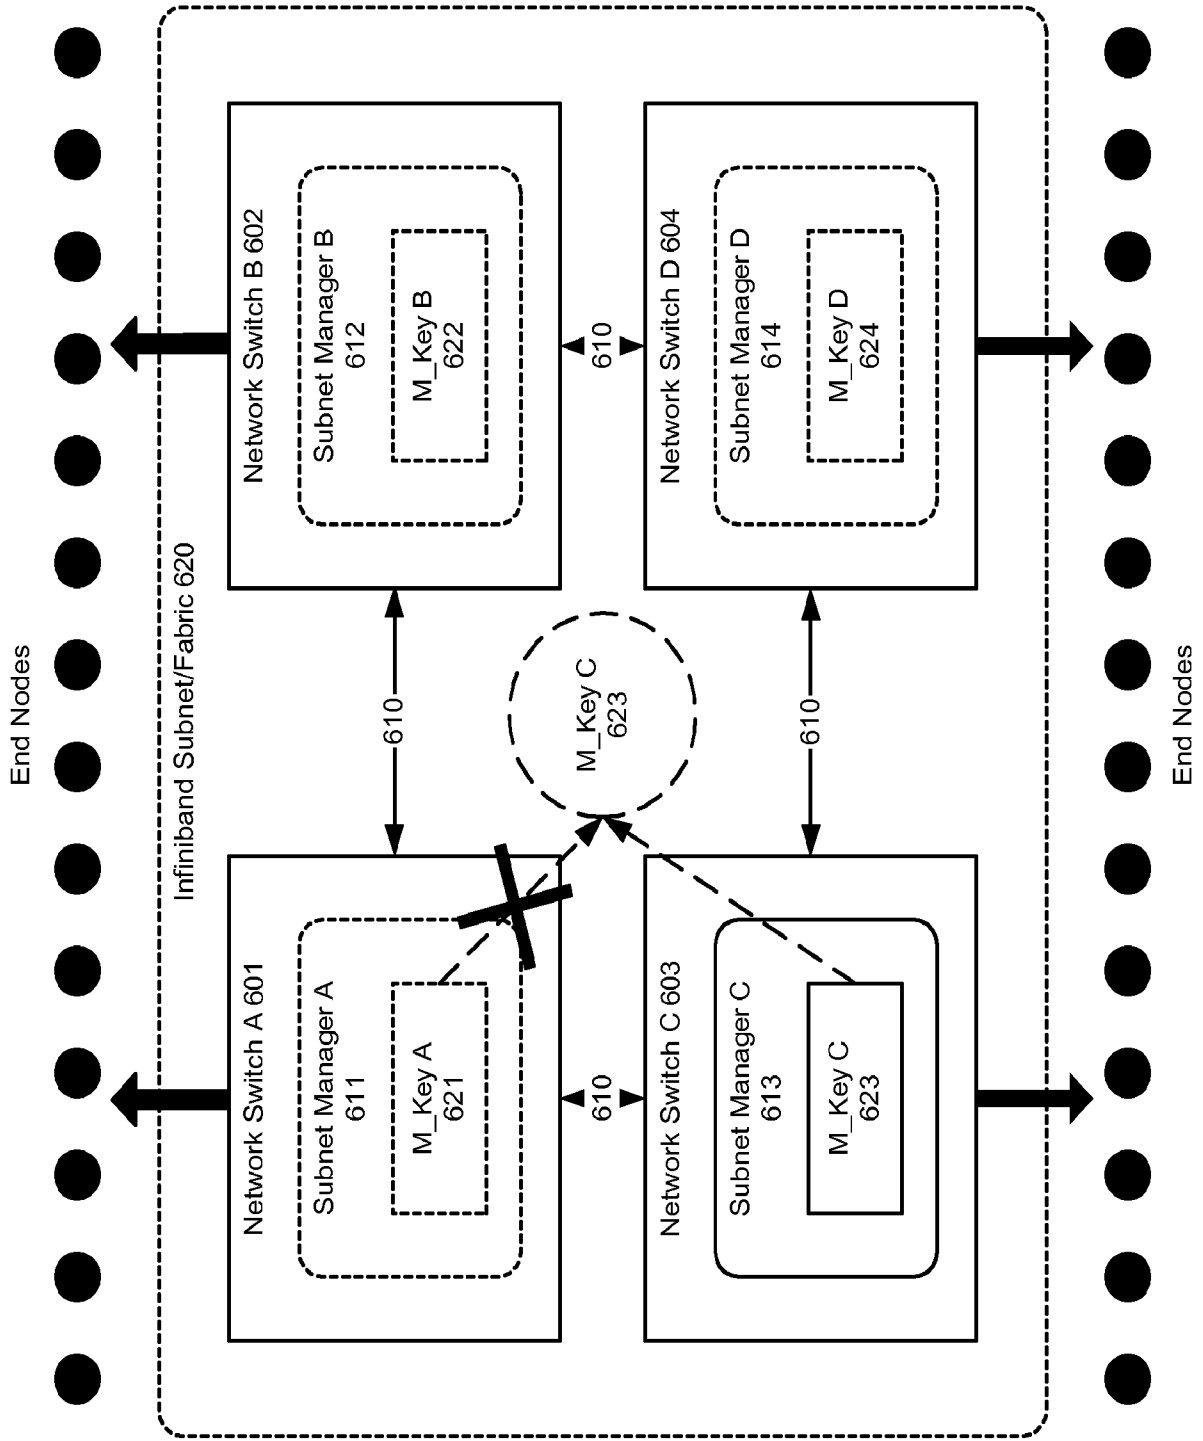 End Nodes
Infiniband Subnet/Fabric 620
Network Switch A 601
Subnet Manager A
611
M_Key A
621
610
Network Switch B 602
Subnet Manager B
612
M_Key B
622
610
M_Key C
623
610
Network Switch C 603
Subnet Manager C
613
M_Key C
623
610
Network Switch D 604
Subnet Manager D
614
M_Key D
624
End Nodes